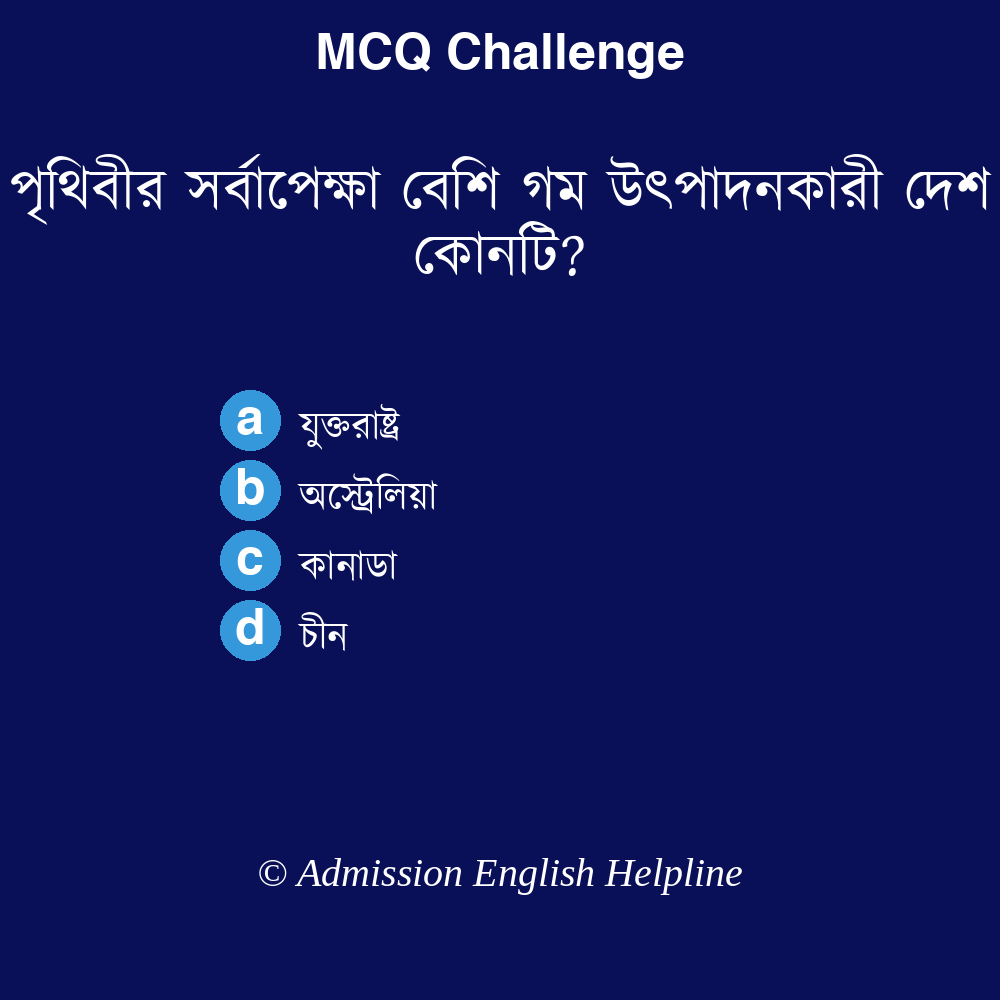 MCQ Challenge
পৃথিবীর সর্বাপেক্ষা বেশি গম উৎপাদনকারী দেশ
কোনটি?
a যুক্তরাষ্ট্র
b অস্ট্রেলিয়া
c কানাডা
d চীন
© Admission English Helpline